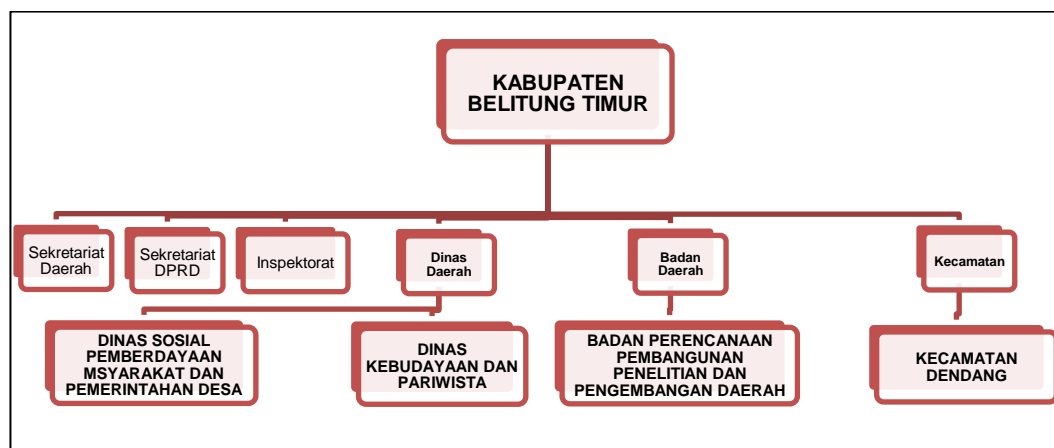 KABUPATEN
BELITUNG TIMUR
Sekretariat
Daerah
Sekretariat
DPRD
Inspektorat
Dinas
Daerah
Badan
Daerah
Kecamatan
DINAS SOSIAL
PEMBERDAYAAN
MSYARAKAT DAN
PEMERINTAHAN DESA
DINAS
KEBUDAYAAN DAN
PARIWISTA
BADAN PERENCANAAN
PEMBANGUNAN
PENELITIAN DAN
PENGEMBANGAN DAERAH
KECAMATAN
DENDANG